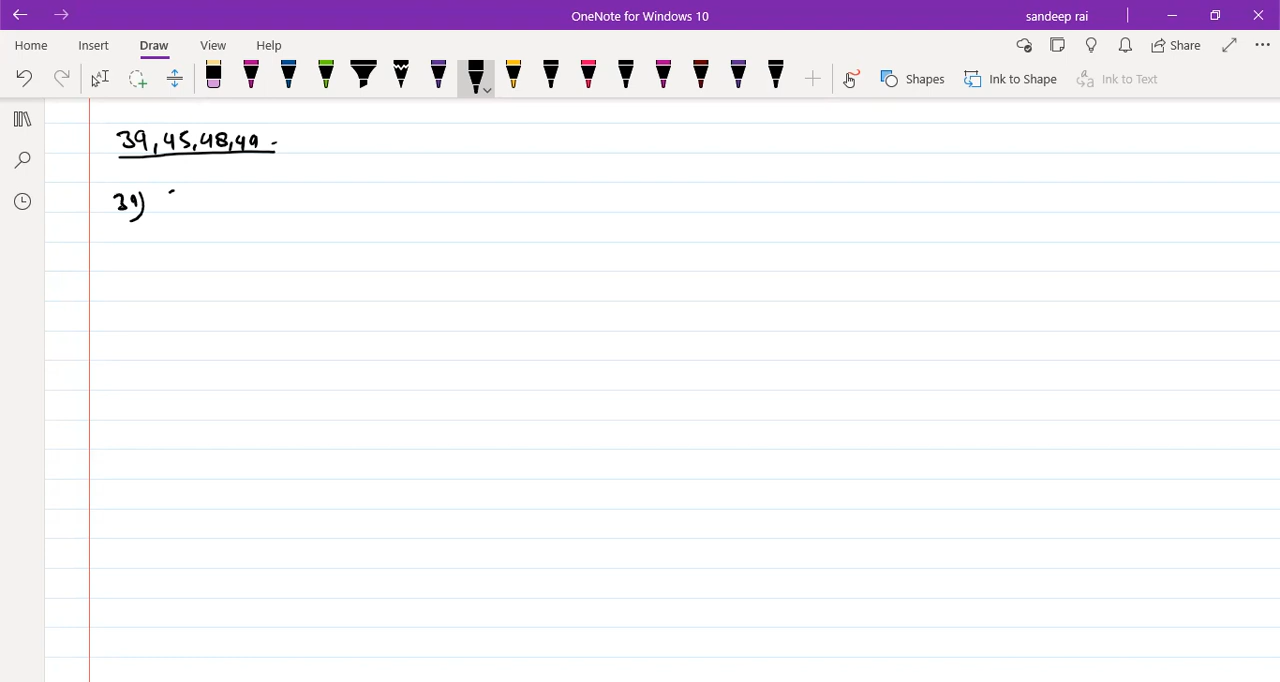 OneNote for Windows 10
sandeep rai
Home Insert Draw View Help
Share
Shapes Ink to Shape Ink to Text
39,45,48,49
39)